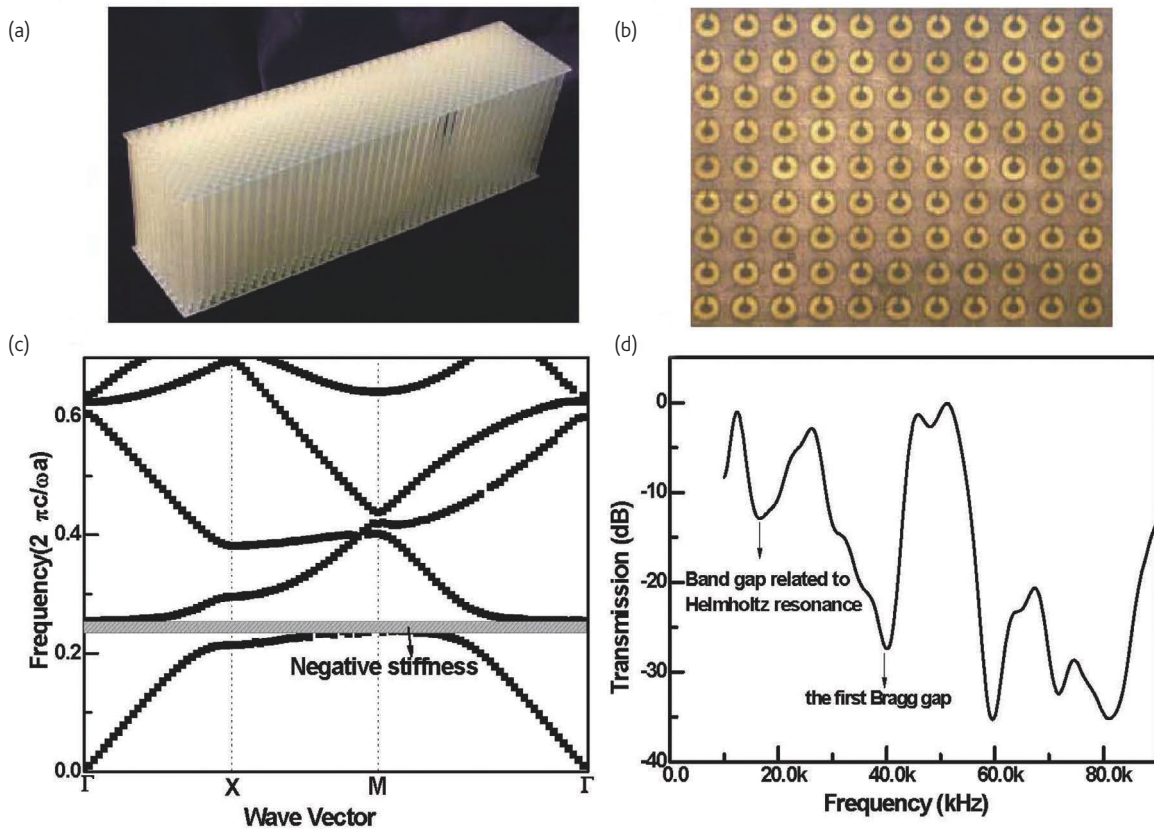 (a)
(b)
(c)
0.6
0.4
0.2
0.0
Frequency(2 πc/ωa)
Negative stiffness
Γ X M Γ
Wave Vector
(d)
0
-10
-20
-30
-40
Transmission (dB)
Band gap related to
Helmholtz resonance
the first Bragg gap
0.0 20.0k 40.0k 60.0k 80.0k
Frequency (kHz)